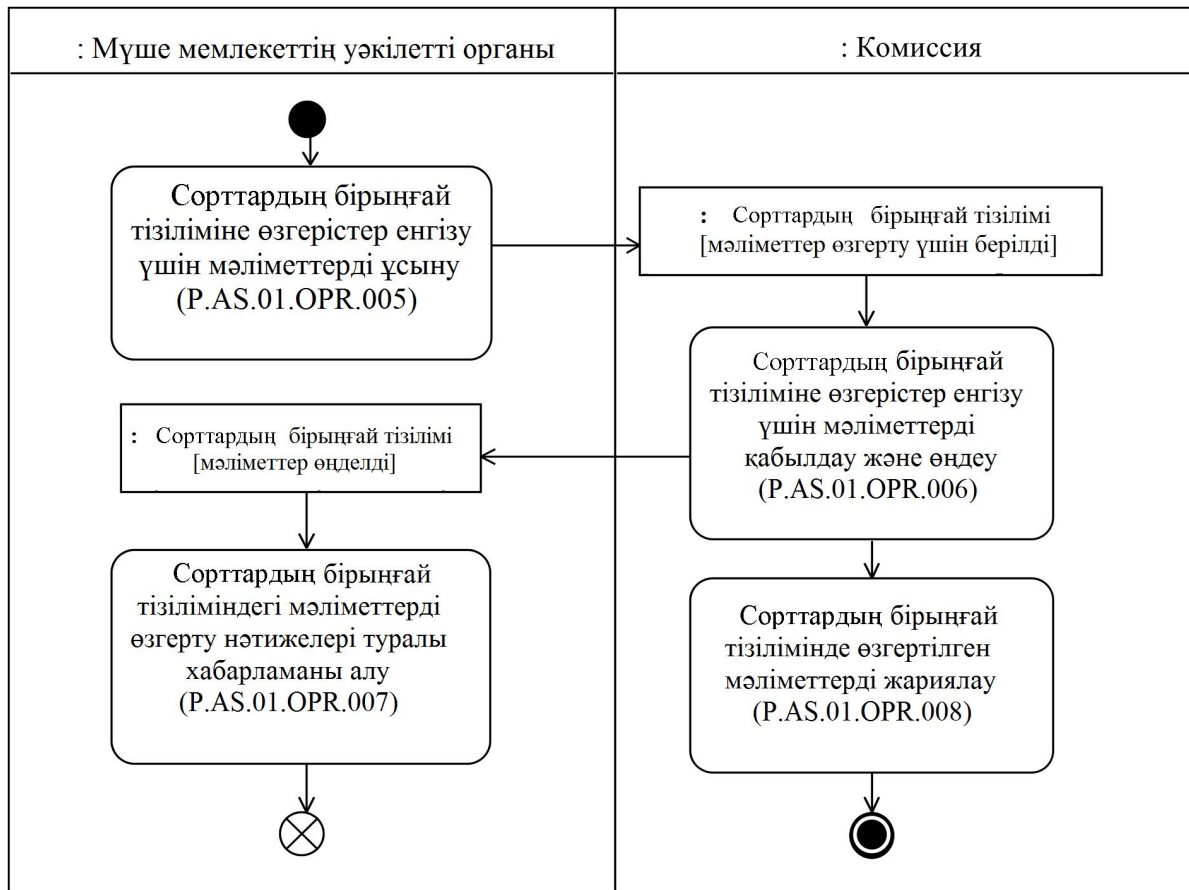 : Мүше мемлекеттің уәкілетті органы
: Комиссия
Сорттардың бірыңғай
тізіліміне өзгерістер енгізу
үшін мәліметтерді ұсыну
(P.AS.01.OPR.005)
: Сорттардың бірыңғай тізілімі
[мәліметтер өзгерту үшін берілді]
Сорттардың бірыңғай
тізіліміне өзгерістер енгізу
үшін мәліметтерді
қабылдау және өңдеу
(P.AS.01.OPR.006)
: Сорттардың бірыңғай тізілімі
[мәліметтер өңделді]
Сорттардың бірыңғай
тізіліміндегі мәліметтерді
өзгерту нәтижелері туралы
хабарламаны алу
(P.AS.01.OPR.007)
Сорттардың бірыңғай
тізілімінде өзгертілген
мәліметтерді жариялау
(P.AS.01.OPR.008)